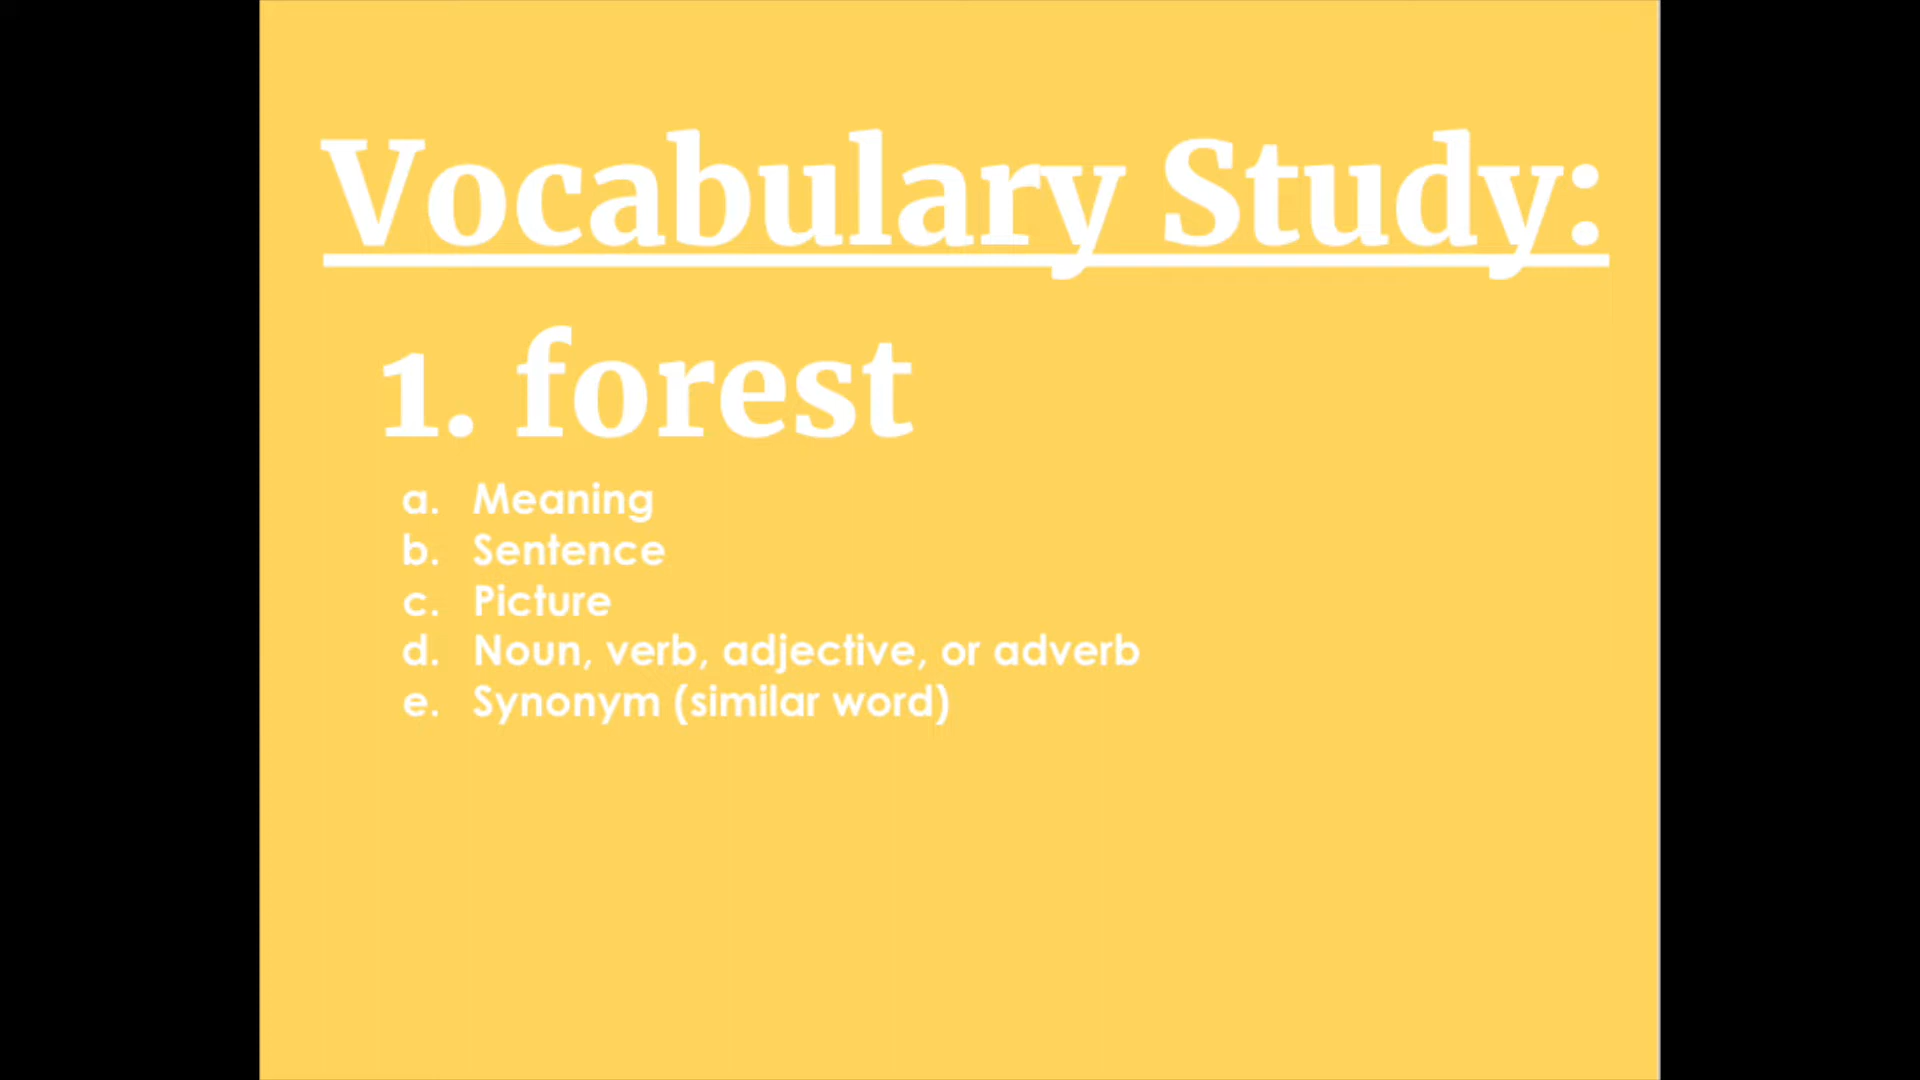 Vocabulary Study:
1. forest
a. Meaning
b. Sentence
c. Picture
d. Noun, verb, adjective, or adverb
e. Synonym (similar word)